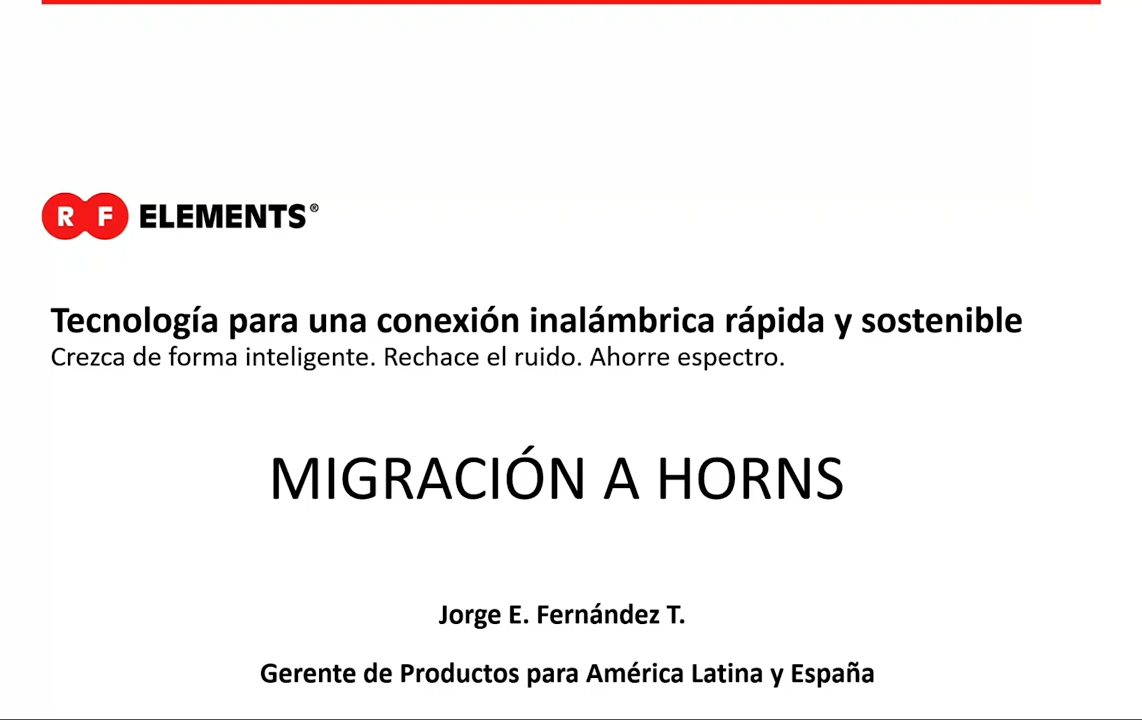 RF ELEMENTS®
Tecnología para una conexión inalámbrica rápida y sostenible
Crezca de forma inteligente. Rechace el ruido. Ahorre espectro.
MIGRACIÓN A HORNS
Jorge E. Fernández T.
Gerente de Productos para América Latina y España